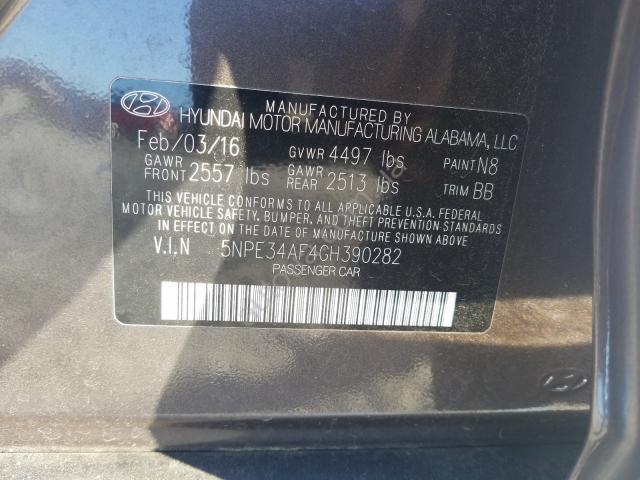 MANUFACTURED BY
HYUNDAI MOTOR MANUFACTURING ALABAMA, LLC
Feb/03/16 GVWR 4497 lbs PAINT N8
GAWR FRONT 2557 lbs GAWR REAR 2513 lbs TRIM BB
THIS VEHICLE CONFORMS TO ALL APPLICABLE U.S.A. FEDERAL
MOTOR VEHICLE SAFETY, BUMPER, AND THEFT PREVENTION STANDARDS
IN EFFECT ON THE DATE OF MANUFACTURE SHOWN ABOVE.
V.I.N 5NPE34AF4GH390282
PASSENGER CAR